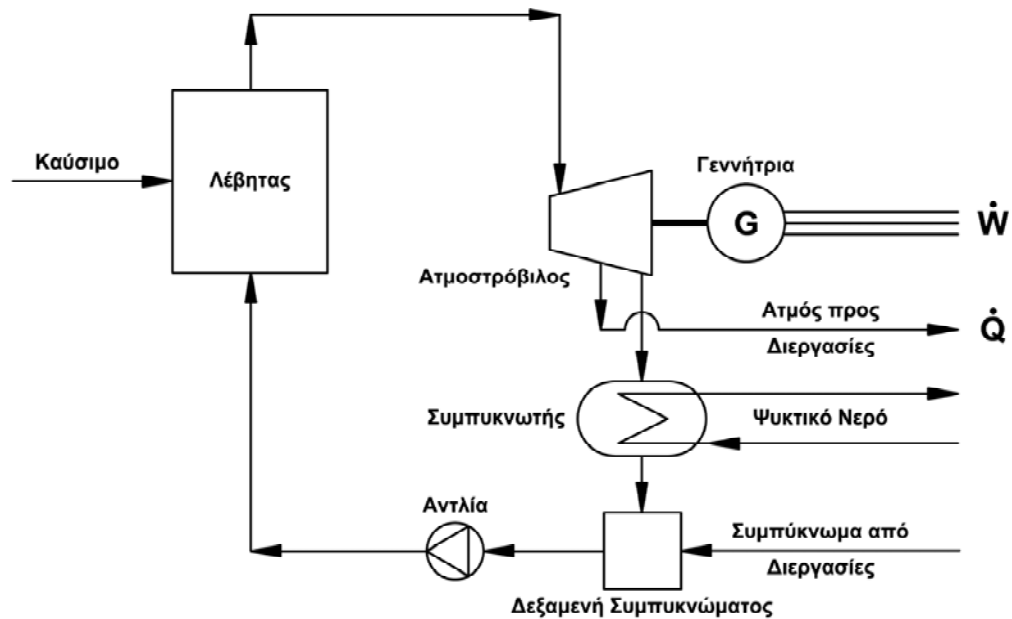 Καύσιμο
Λέβητας
Γεννήτρια
G
Ẇ
Ατμοστρόβιλος
Ατμός προς
Διεργασίες
Q̇
Συμπυκνωτής
Ψυκτικό Νερό
Αντλία
Συμπύκνωμα από
Διεργασίες
Δεξαμενή Συμπυκνώματος